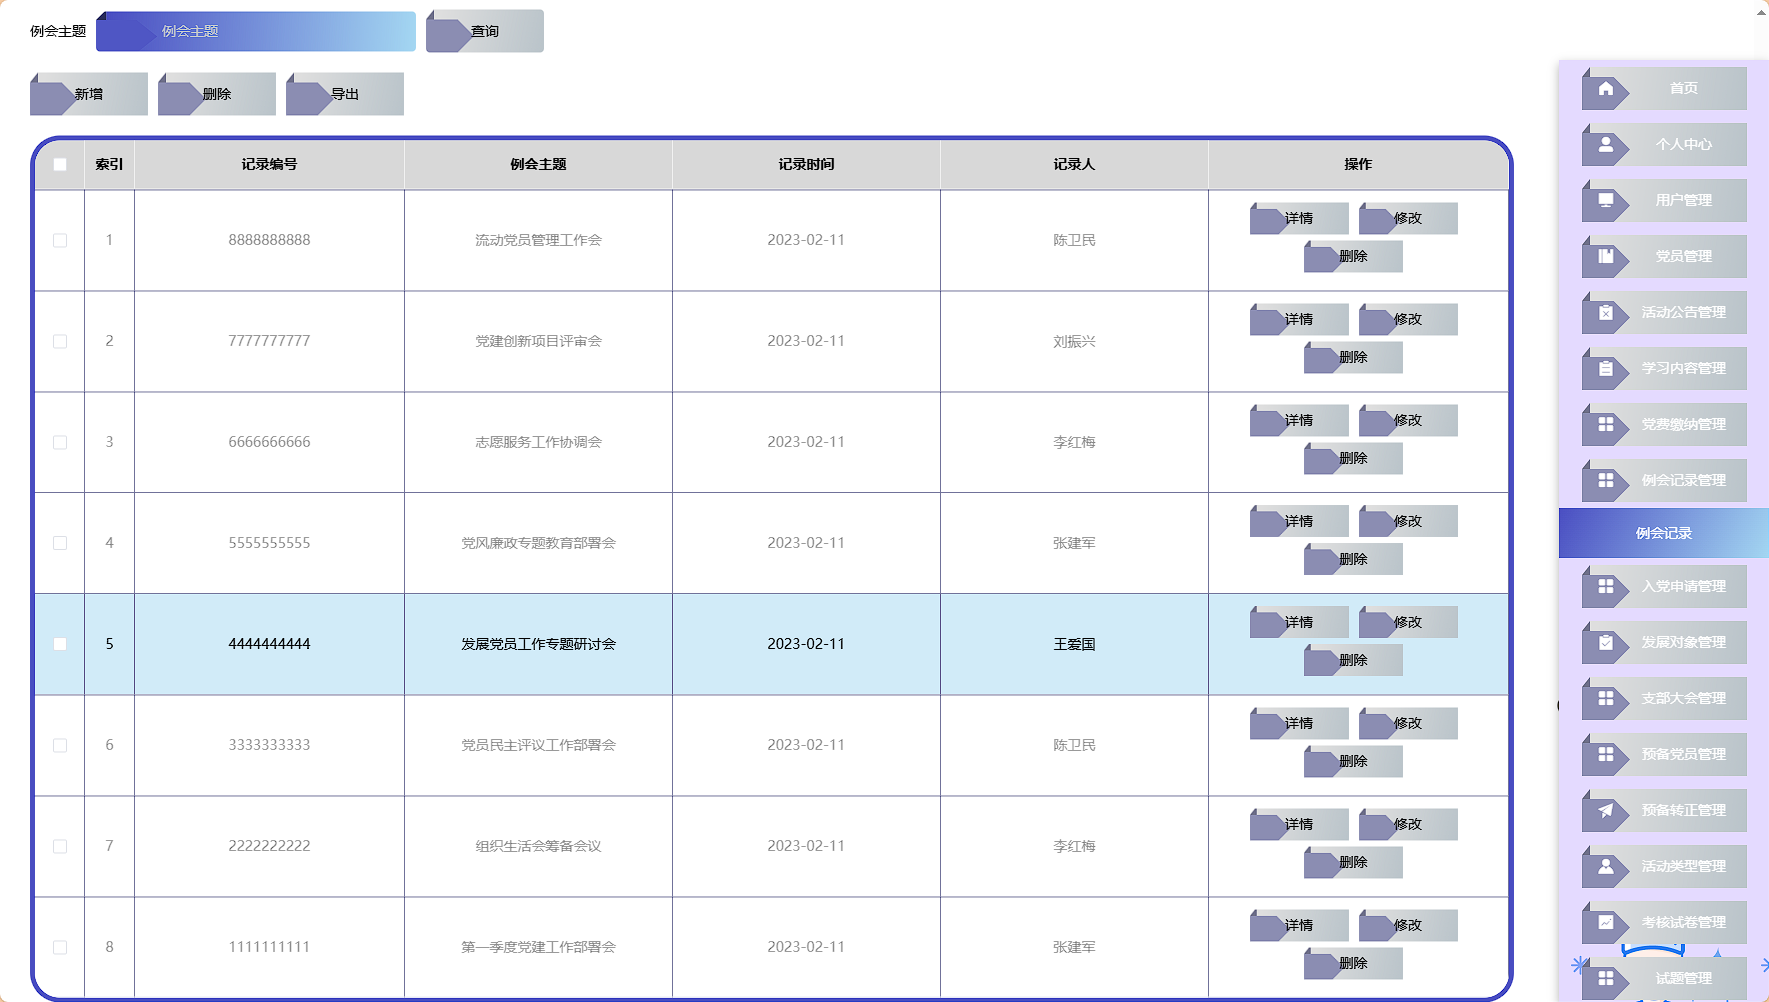 例会主题 例会主题 查询
新增 删除 导出
索引 记录编号 例会主题 记录时间 记录人 操作
1 8888888888 流动党员管理工作会 2023-02-11 陈卫民 详情 修改
删除
2 7777777777 党建创新项目评审会 2023-02-11 刘振兴 详情 修改
删除
3 6666666666 志愿服务工作协调会 2023-02-11 李红梅 详情 修改
删除
4 5555555555 党风廉政专题教育部署会 2023-02-11 张建军 详情 修改
删除
5 4444444444 发展党员工作专题研讨会 2023-02-11 王爱国 详情 修改
删除
6 3333333333 党员民主评议工作部署会 2023-02-11 陈卫民 详情 修改
删除
7 2222222222 组织生活会筹备会议 2023-02-11 李红梅 详情 修改
删除
8 1111111111 第一季度党建工作部署会 2023-02-11 张建军 详情 修改
删除
首页
个人中心
用户管理
党员管理
活动公告管理
学习内容管理
党费缴纳管理
例会记录管理
例会记录
入党申请管理
发展对象管理
支部大会管理
预备党员管理
预备转正管理
活动类型管理
考核试卷管理
试题管理